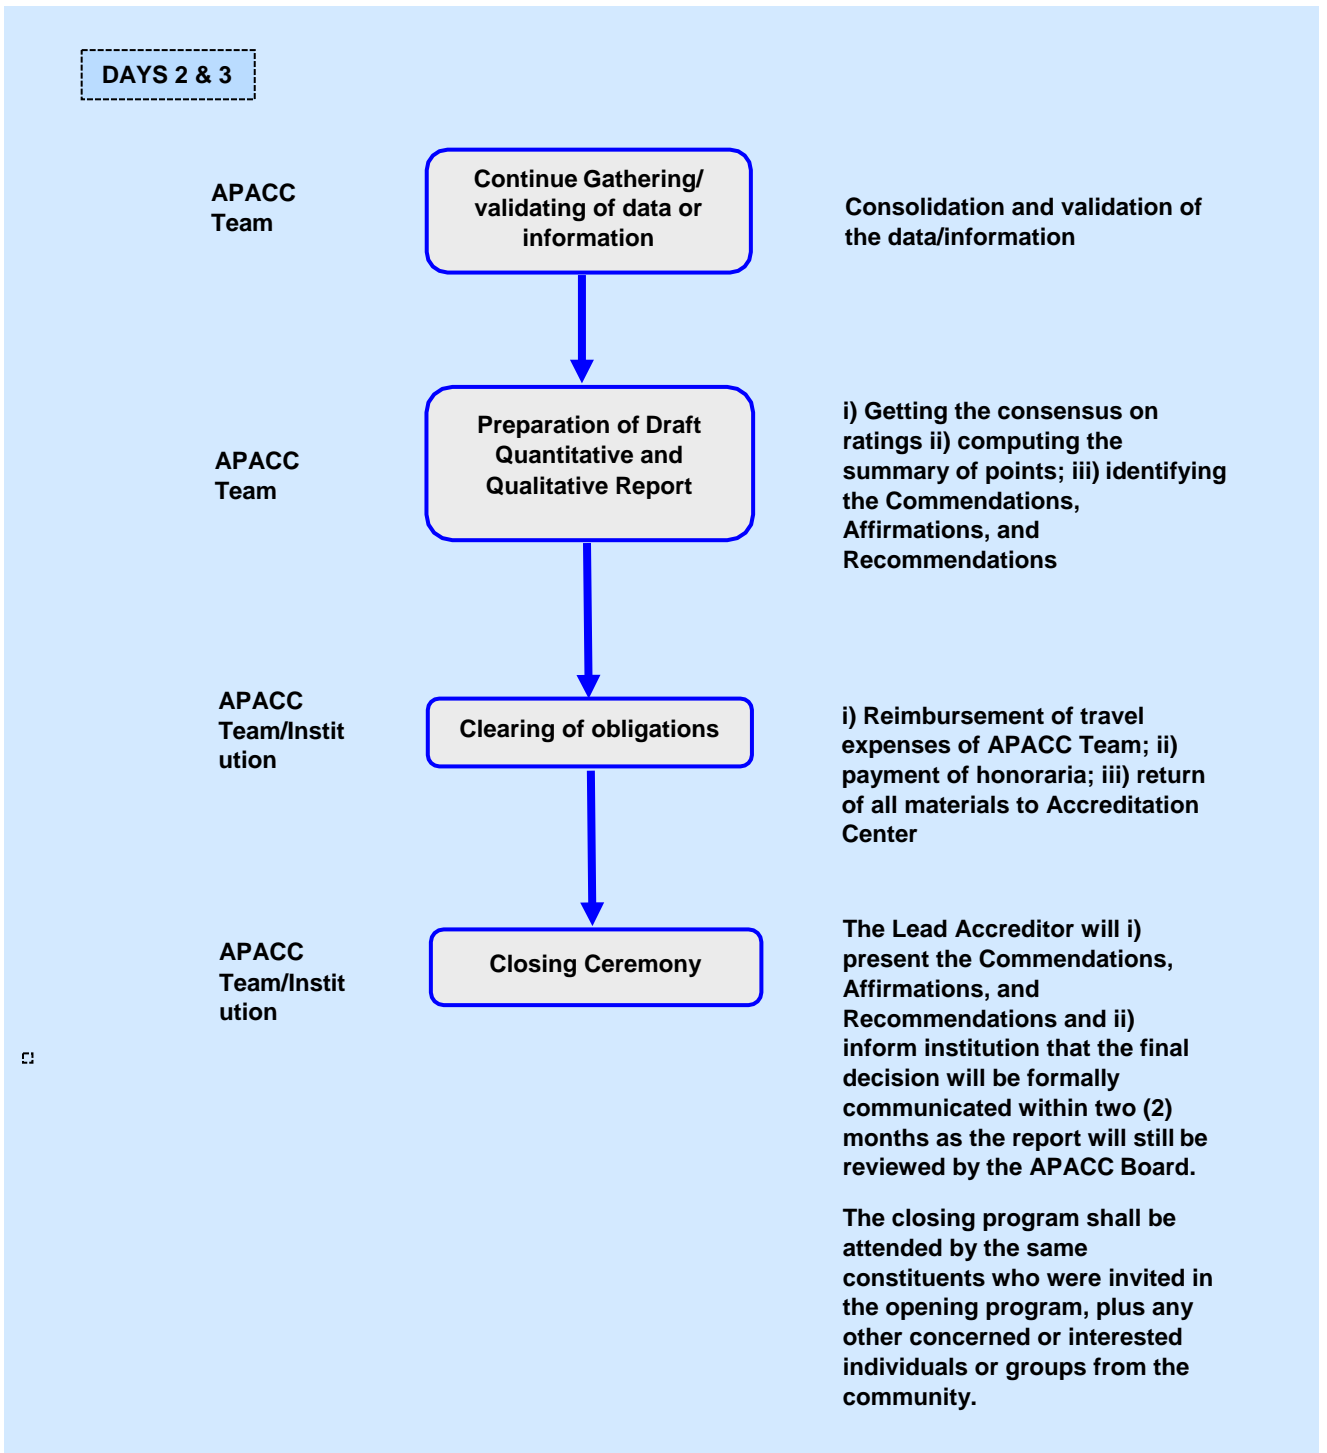 DAYS 2 & 3
APACC
Team
Continue Gathering/
validating of data or
information
Consolidation and validation of
the data/information
APACC
Team
Preparation of Draft
Quantitative and
Qualitative Report
i) Getting the consensus on
ratings ii) computing the
summary of points; iii) identifying
the Commendations,
Affirmations, and
Recommendations
APACC
Team/Instit
ution
Clearing of obligations
i) Reimbursement of travel
expenses of APACC Team; ii)
payment of honoraria; iii) return
of all materials to Accreditation
Center
APACC
Team/Instit
ution
Closing Ceremony
The Lead Accreditor will i)
present the Commendations,
Affirmations, and
Recommendations and ii)
inform institution that the final
decision will be formally
communicated within two (2)
months as the report will still be
reviewed by the APACC Board.
The closing program shall be
attended by the same
constituents who were invited in
the opening program, plus any
other concerned or interested
individuals or groups from the
community.